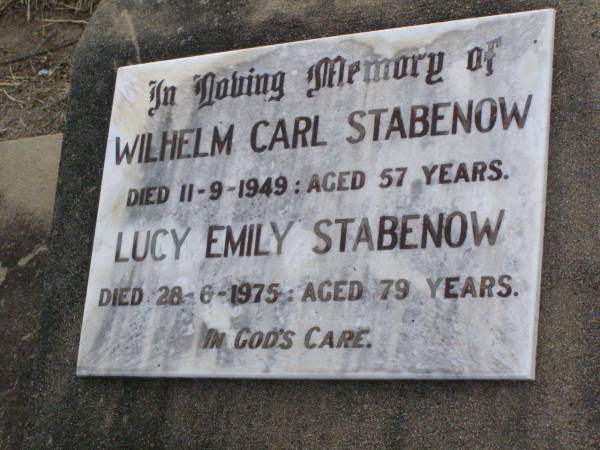 In Loving Memory of
WILHELM CARL STABENOW
DIED 11-9-1949: AGED 57 YEARS.
LUCY EMILY STABENOW
DIED 28-6-1975: AGED 79 YEARS.
IN GOD'S CARE.